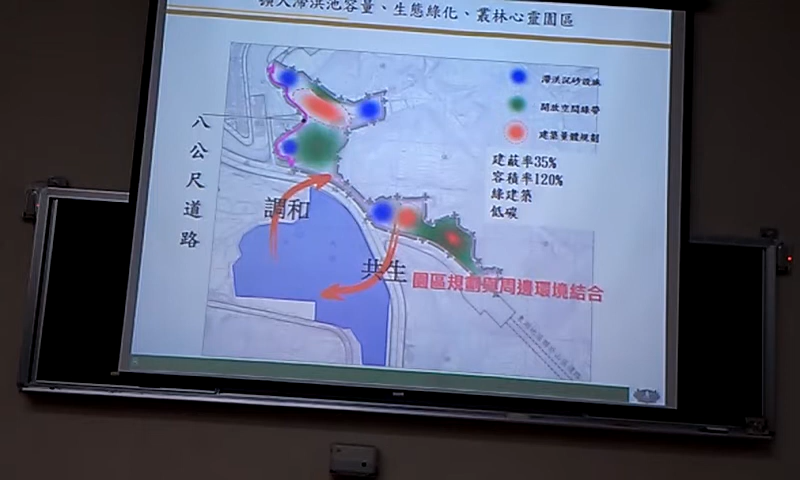 擴大滯洪池容量、生態綠化、叢林心靈園區
滯洪沉砂設施
開放空間綠帶
建築量體規劃
八公尺道路
建蔽率35%
容積率120%
綠建築
低碳
調和
共生
園區規劃與周邊環境結合